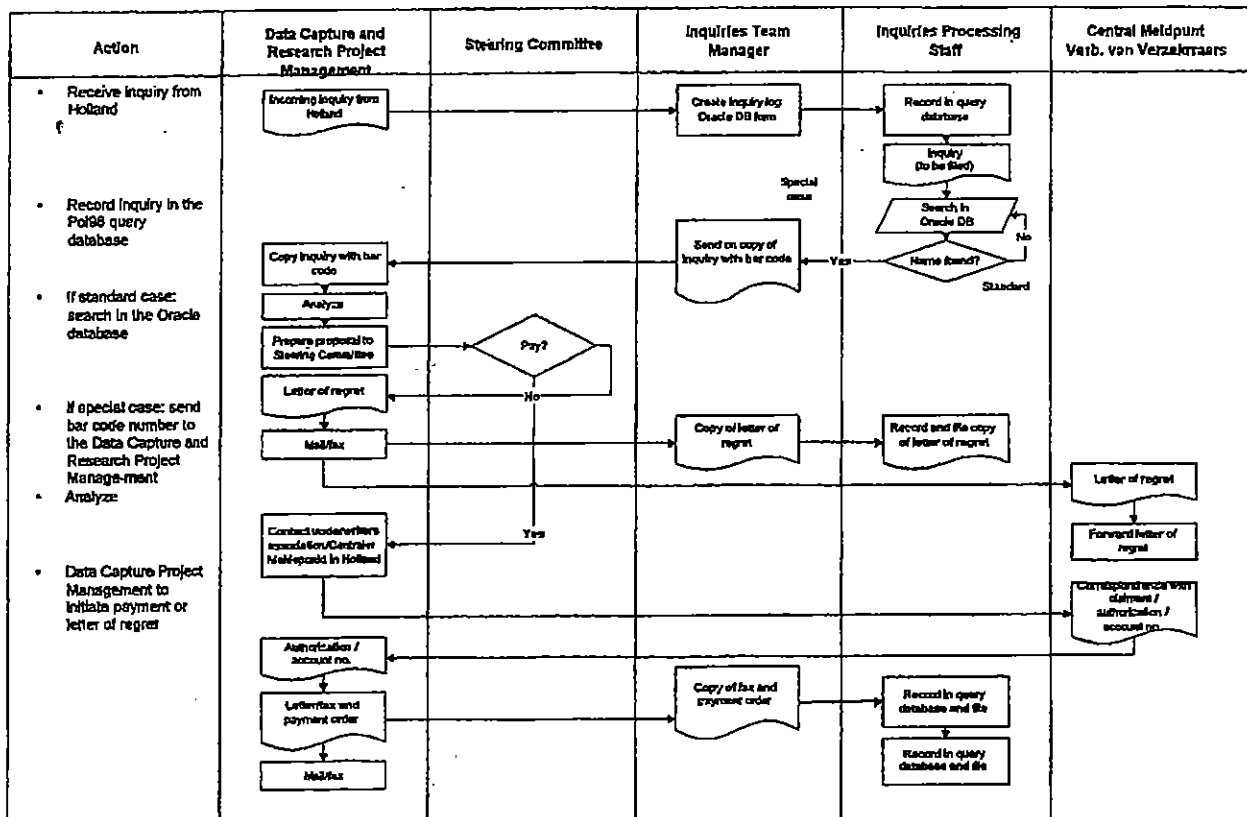 Action
Data Capture and
Research Project
Management
Steering Committee
Inquiries Team
Manager
Inquiries Processing
Staff
Central Meldpunt
Verb. van Verzekeraars
• Receive inquiry from
Holland
• Record inquiry in the
Pol98 query
database
• If standard case:
search in the Oracle
database
• If special case: send
bar code number to
the Data Capture and
Research Project
Manage-ment
• Analyze
• Data Capture Project
Management to
initiate payment or
letter of regret
Incoming inquiry from
Holland
Create inquiry log
Oracle DB form
Record in query
database
Inquiry
(to be filed)
Special
case
Search in
Oracle DB
No
Name found?
Standard
Yes
Send on copy of
inquiry with bar code
Copy inquiry with bar
code
Analyze
Prepare proposal to
Steering Committee
Pay?
No
Letter of regret
Mail/fax
Copy of letter of
regret
Record and file copy
of letter of regret
Letter of regret
Forward letter of
regret
Yes
Contact underwriters
association/Central
in Holland
Correspondence with
claimant /
authorization /
account no.
Authorization /
account no.
Letter/fax and
payment order
Copy of fax and
payment order
Record in query
database and file
Record in query
database and file
Mail/fax